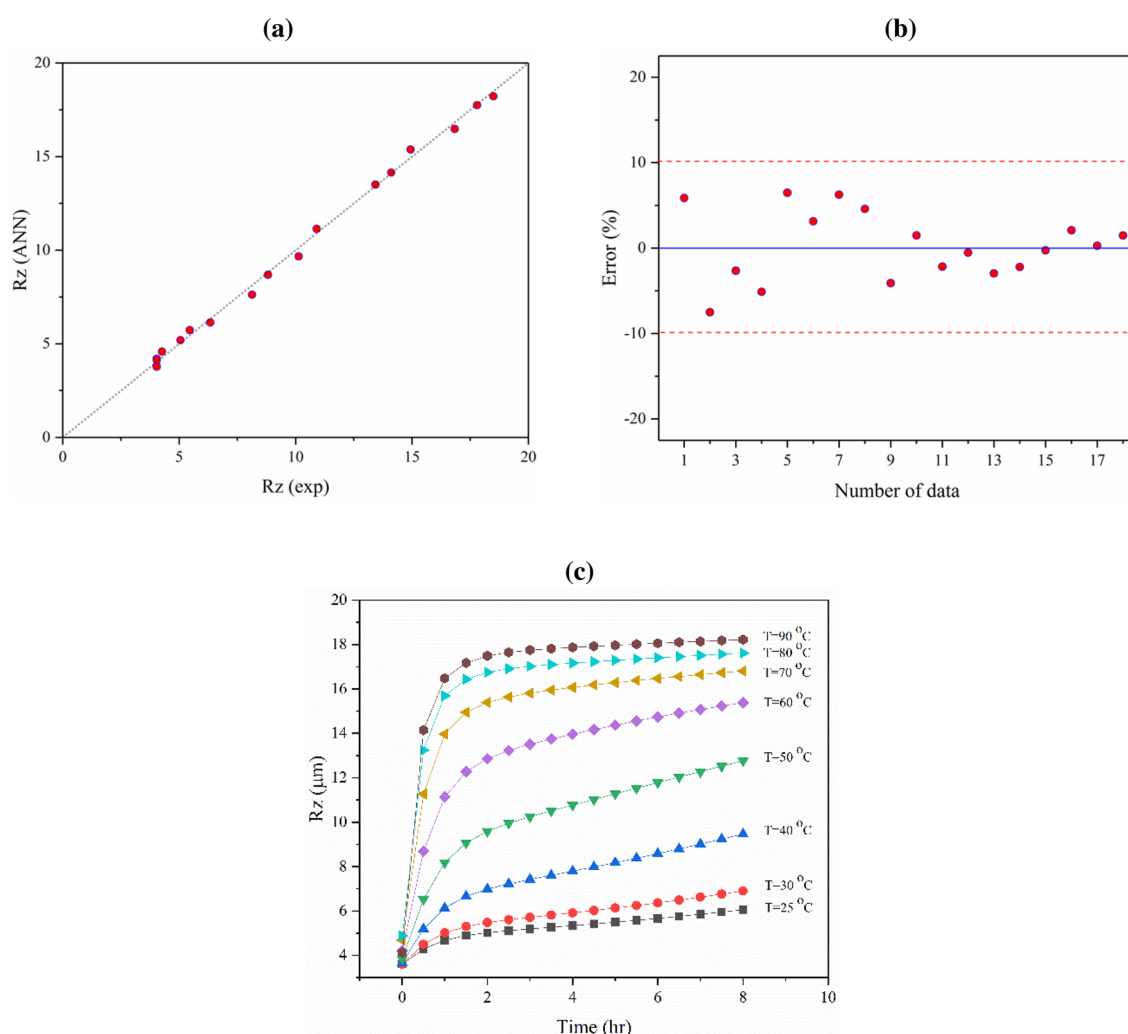 (a)
(b)
20
15
10
5
0
Rz (ANN)
0 5 10 15 20
Rz (exp)
20
10
0
-10
-20
Error (%)
1 3 5 7 9 11 13 15 17
Number of data
(c)
20
18
16
14
12
10
8
6
4
Rz (μm)
T=90 °C
T=80 °C
T=70 °C
T=60 °C
T=50 °C
T=40 °C
T=30 °C
T=25 °C
0 2 4 6 8 10
Time (hr)